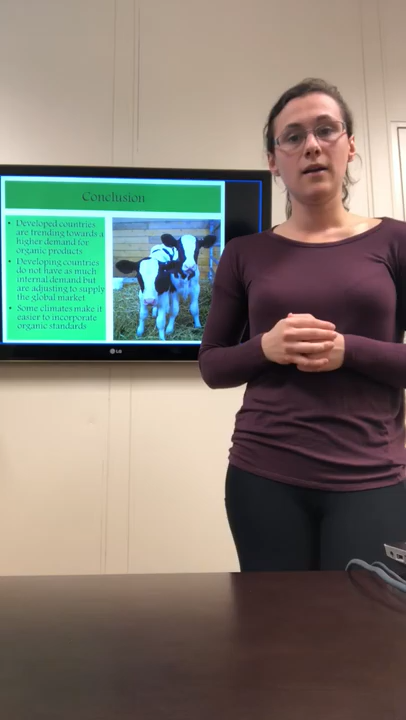 Conclusion
• Developed countries
are trending towards a
higher demand for
organic products
• Developing countries
do not have as much
internal demand but
are adjusting to supply
the global market
• Some climates make it
easier to incorporate
organic standards
LG